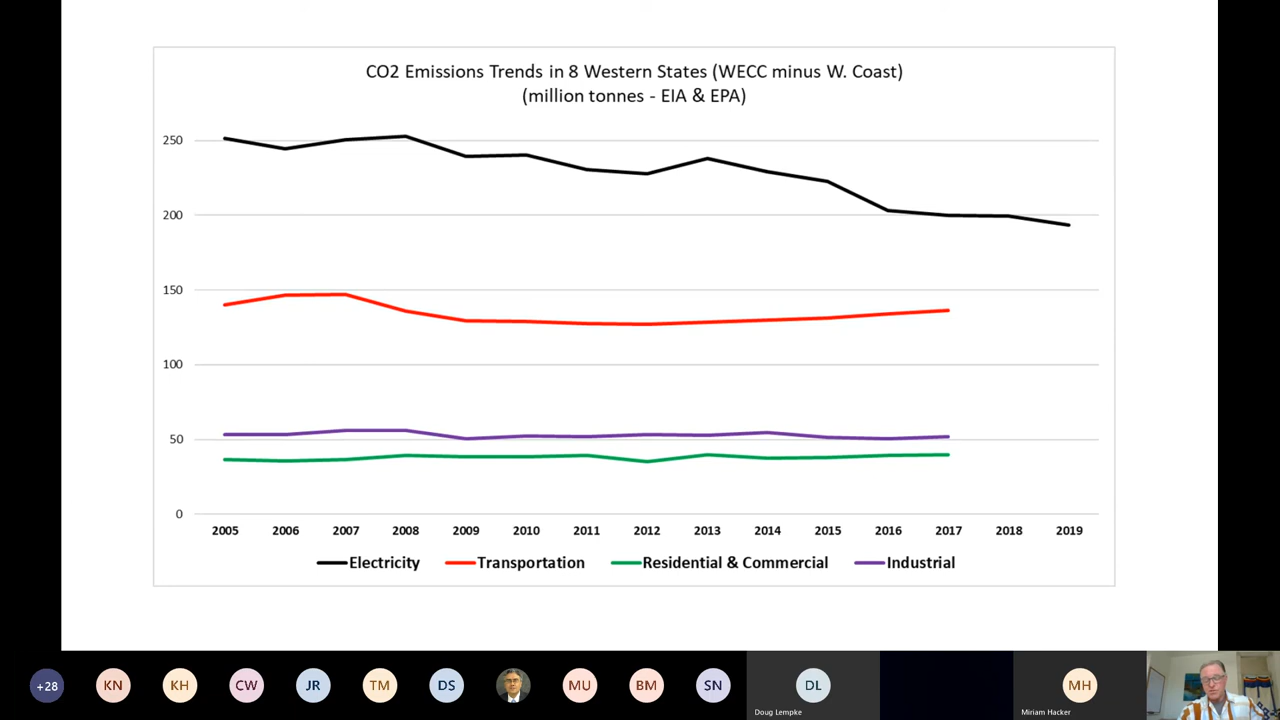 CO2 Emissions Trends in 8 Western States (WECC minus W. Coast)
(million tonnes - EIA & EPA)
250
200
150
100
50
0
2005 2006 2007 2008 2009 2010 2011 2012 2013 2014 2015 2016 2017 2018 2019
Electricity Transportation Residential & Commercial Industrial
+28 KN KH CW JR TM DS MU BM SN DL MH
Doug Lempke Miriam Hacker